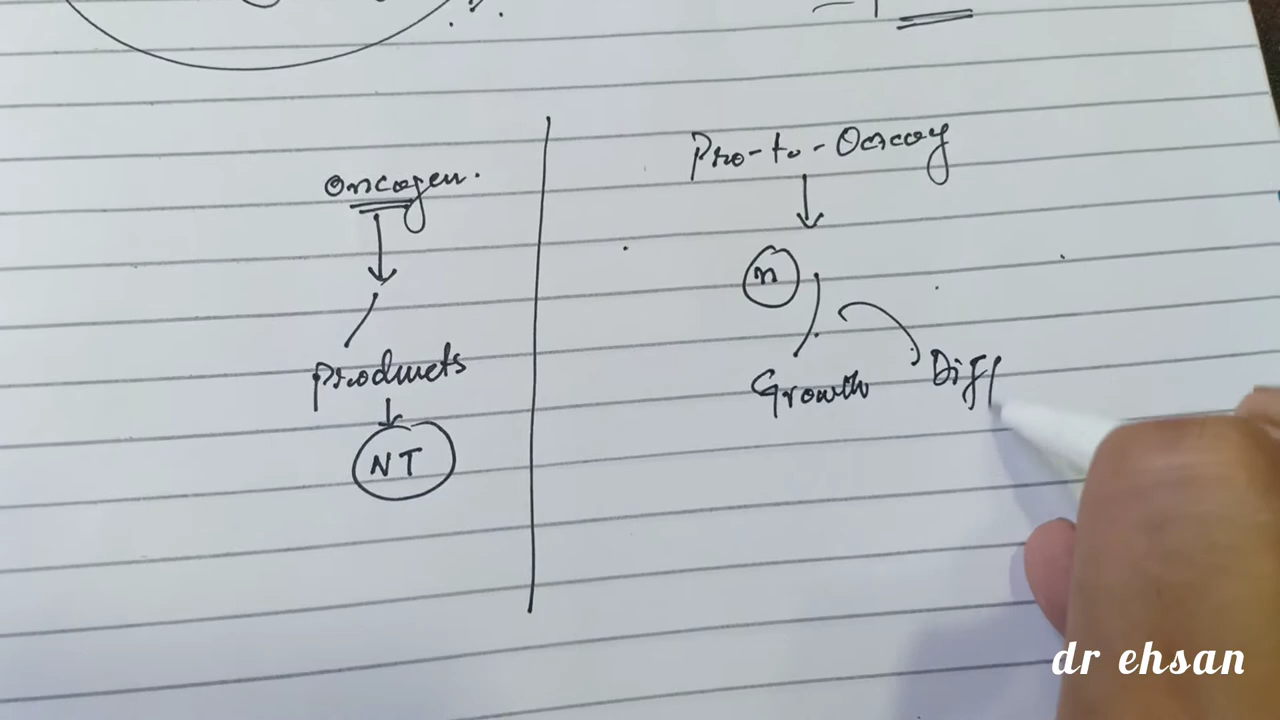 Oncogen.
Products
NT
Pro-to-Oncog
n
Growth
Diff
dr ehsan